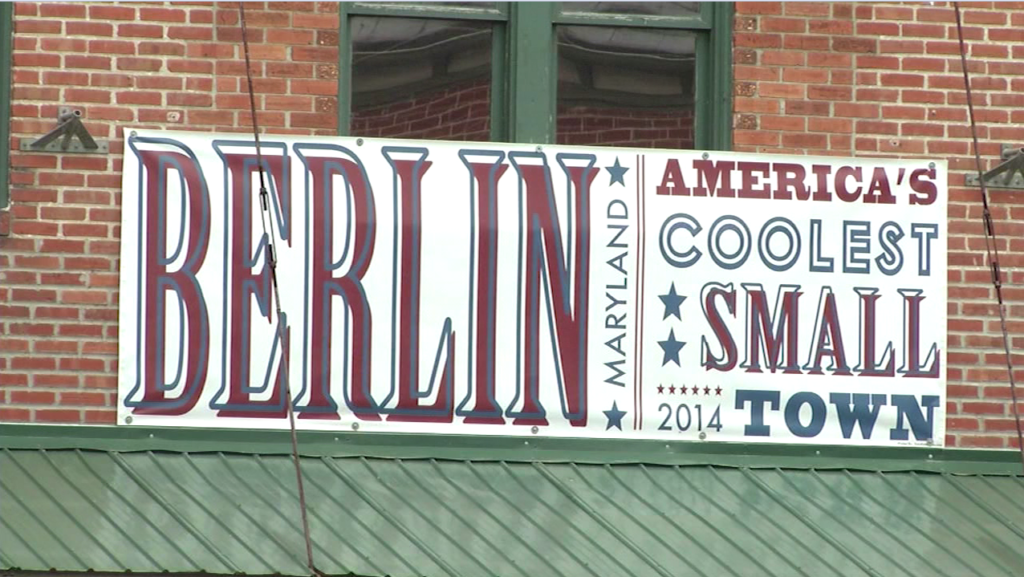 BERLIN
MARYLAND
AMERICA'S
COOLEST
SMALL
2014 TOWN